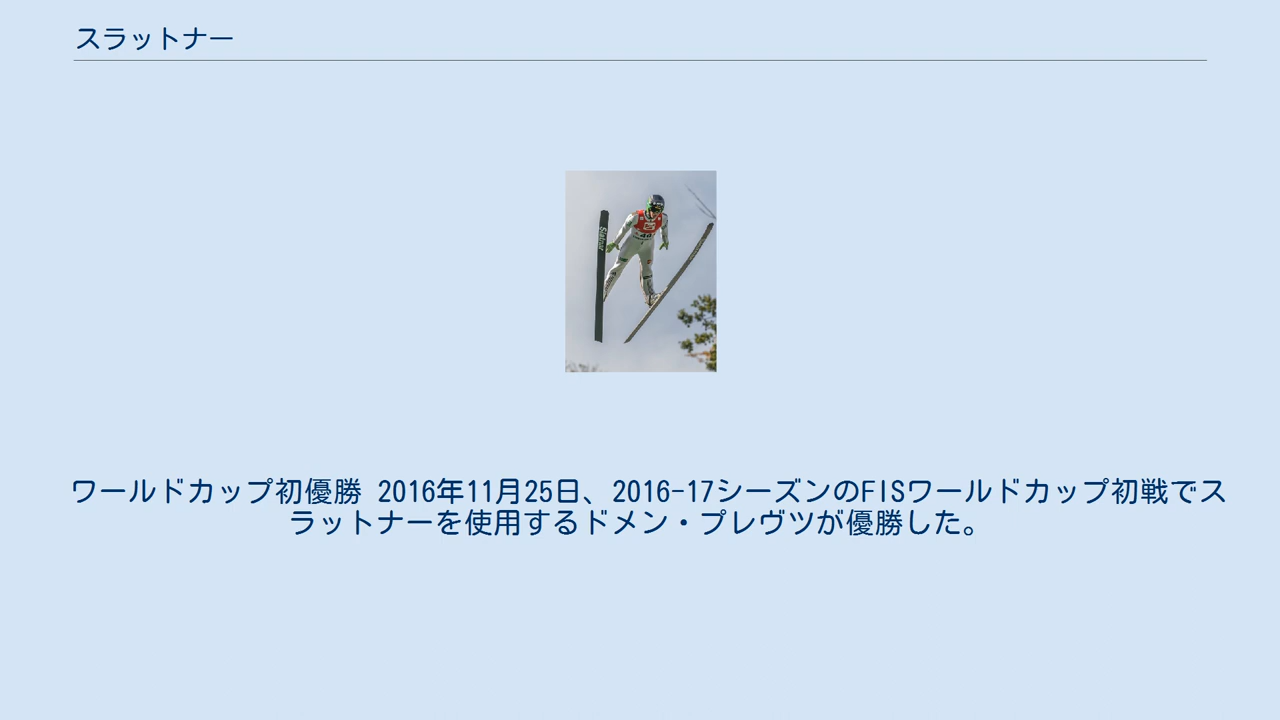 スラットナー
ワールドカップ初優勝 2016年11月25日、2016-17シーズンのFISワールドカップ初戦でス
ラットナーを使用するドメン・プレヴツが優勝した。